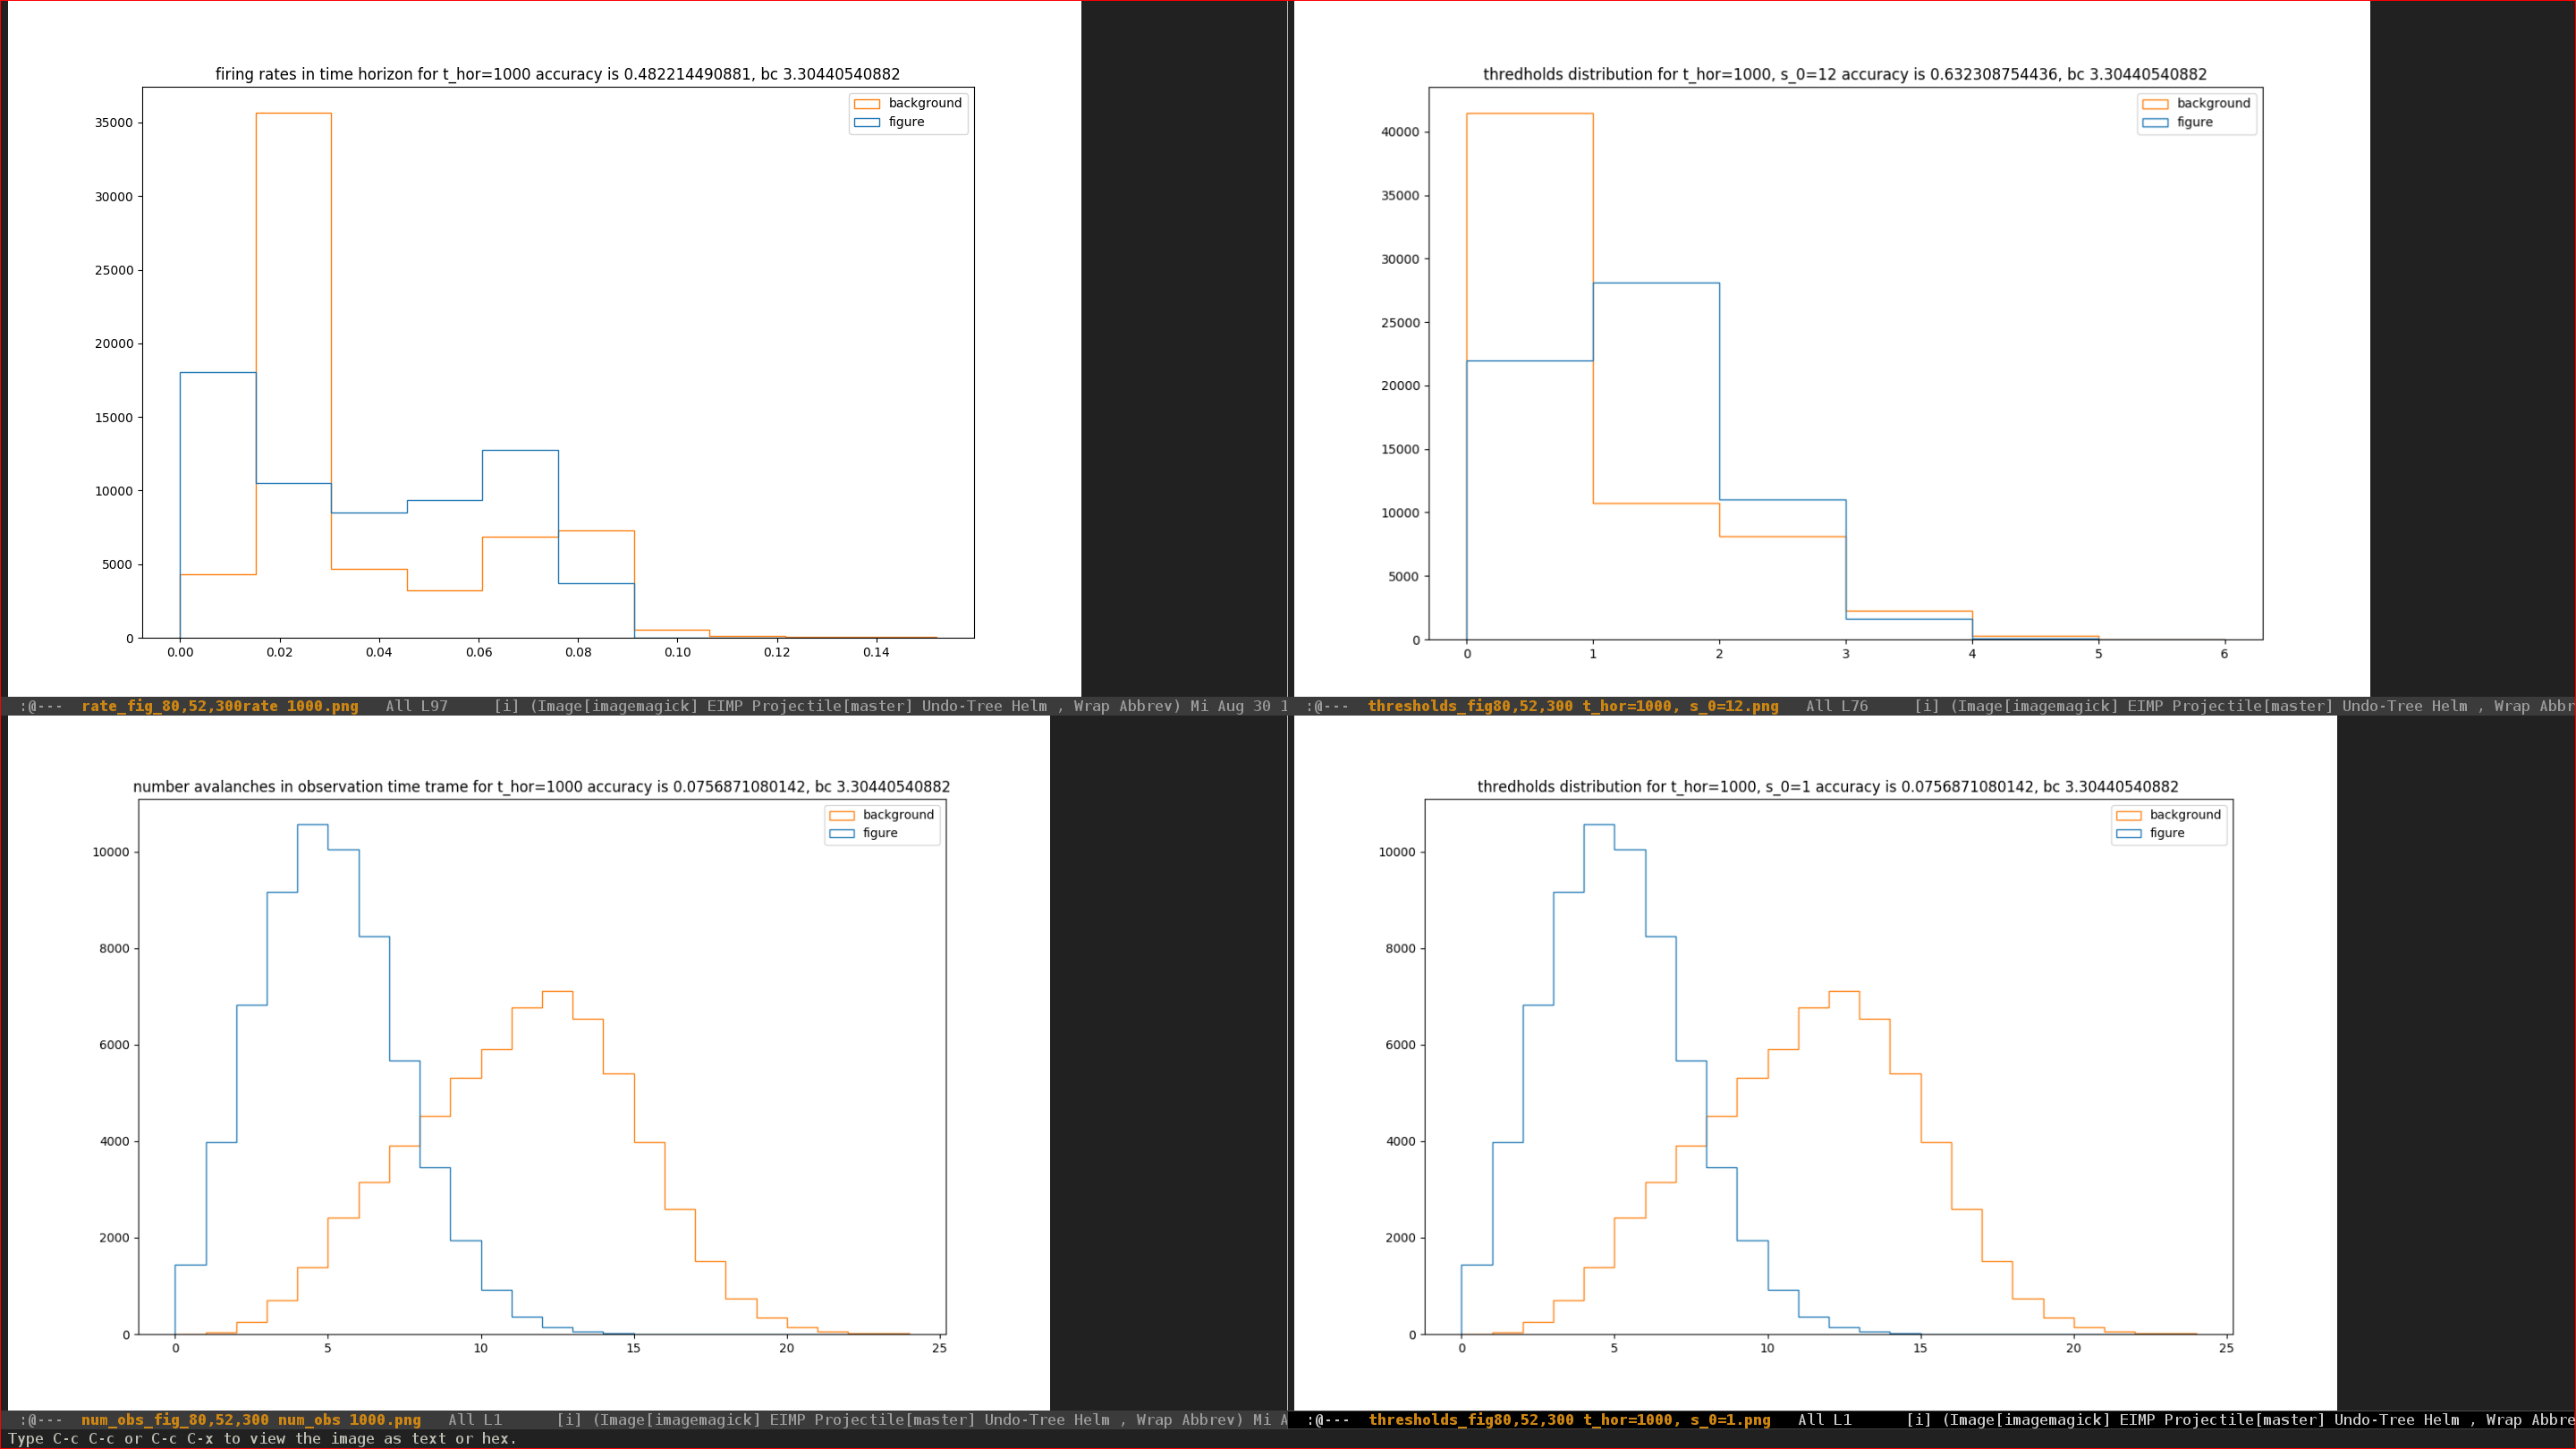 firing rates in time horizon for t_hor=1000 accuracy is 0.482214490881, bc 3.30440540882
background
figure
35000
30000
25000
20000
15000
10000
5000
0
0.00 0.02 0.04 0.06 0.08 0.10 0.12 0.14
:@--- rate_fig_80,52,300rate 1000.png All L97 [i] (Image[imagemagick] EIMP Projectile[master] Undo-Tree Helm , Wrap Abbrev) Mi Aug 30 1
thredholds distribution for t_hor=1000, s_0=12 accuracy is 0.632308754436, bc 3.30440540882
background
figure
40000
35000
30000
25000
20000
15000
10000
5000
0
0 1 2 3 4 5 6
:@--- thresholds_fig80,52,300 t_hor=1000, s_0=12.png All L76 [i] (Image[imagemagick] EIMP Projectile[master] Undo-Tree Helm , Wrap Abbr
number avalanches in observation time trame for t_hor=1000 accuracy is 0.0756871080142, bc 3.30440540882
background
figure
10000
8000
6000
4000
2000
0
0 5 10 15 20 25
:@--- num_obs_fig_80,52,300 num_obs 1000.png All L1 [i] (Image[imagemagick] EIMP Projectile[master] Undo-Tree Helm , Wrap Abbrev) Mi A
thredholds distribution for t_hor=1000, s_0=1 accuracy is 0.0756871080142, bc 3.30440540882
background
figure
10000
8000
6000
4000
2000
0
0 5 10 15 20 25
:@--- thresholds_fig80,52,300 t_hor=1000, s_0=1.png All L1 [i] (Image[imagemagick] EIMP Projectile[master] Undo-Tree Helm , Wrap Abbre
Type C-c C-c or C-c C-x to view the image as text or hex.